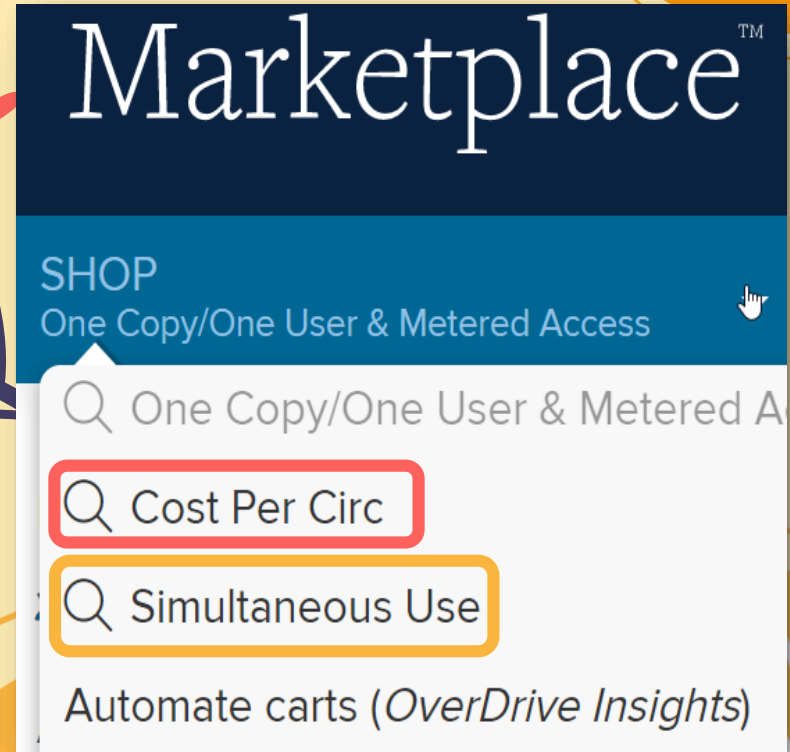 Marketplace™
SHOP
One Copy/One User & Metered Access
One Copy/One User & Metered
Cost Per Circ
Simultaneous Use
Automate carts (OverDrive Insights)